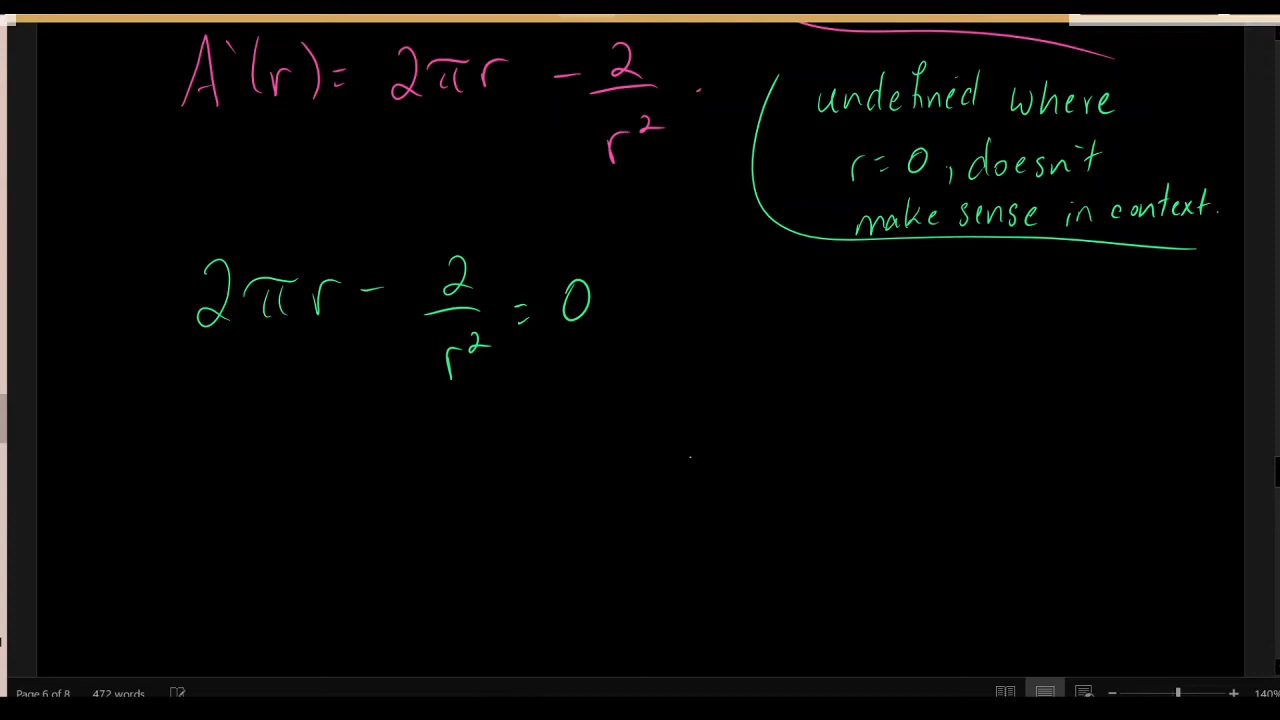 A'(r) = 2πr - 2/r² .
undefined where
r = 0 , doesn't
make sense in context.
2πr - 2/r² = 0
Page 6 of 8 472 words 140%